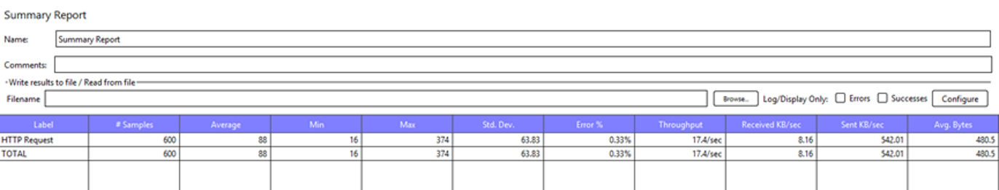 Summary Report
Name: Summary Report
Comments:
Write results to file / Read from file
Filename Browse... Log/Display Only: Errors Successes Configure
Label # Samples Average Min Max Std. Dev. Error % Throughput Received KB/sec Sent KB/sec Avg. Bytes
HTTP Request 600 88 16 374 63.83 0.33% 17.4/sec 8.16 542.01 480.5
TOTAL 600 88 16 374 63.83 0.33% 17.4/sec 8.16 542.01 480.5